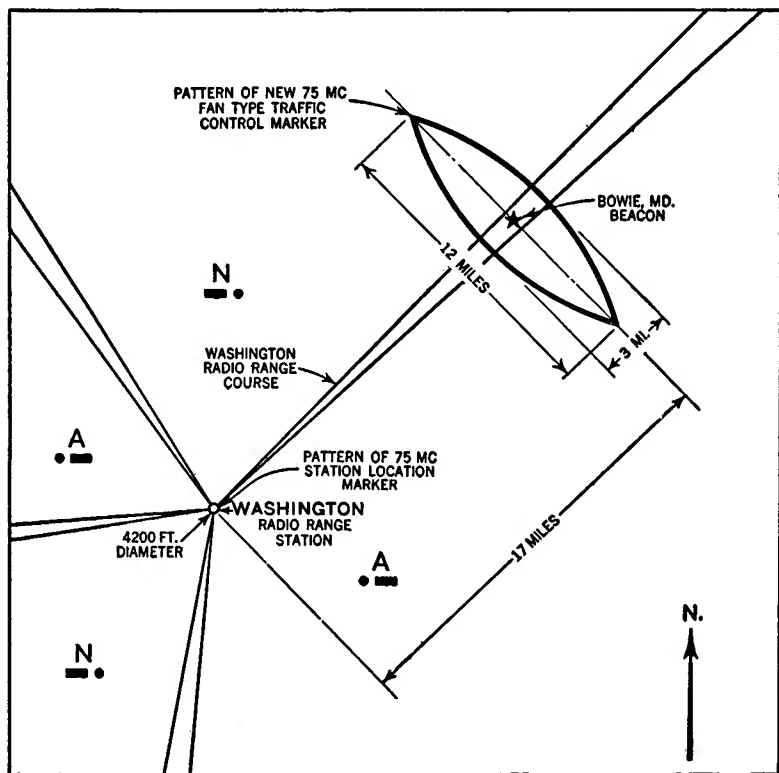 PATTERN OF NEW 75 MC
FAN TYPE TRAFFIC
CONTROL MARKER
BOWIE, MD.
BEACON
12 MILES
3 MI.
N
WASHINGTON
RADIO RANGE
COURSE
A
PATTERN OF 75 MC
STATION LOCATION
MARKER
WASHINGTON
RADIO RANGE
STATION
4200 FT.
DIAMETER
17 MILES
A
N
N.